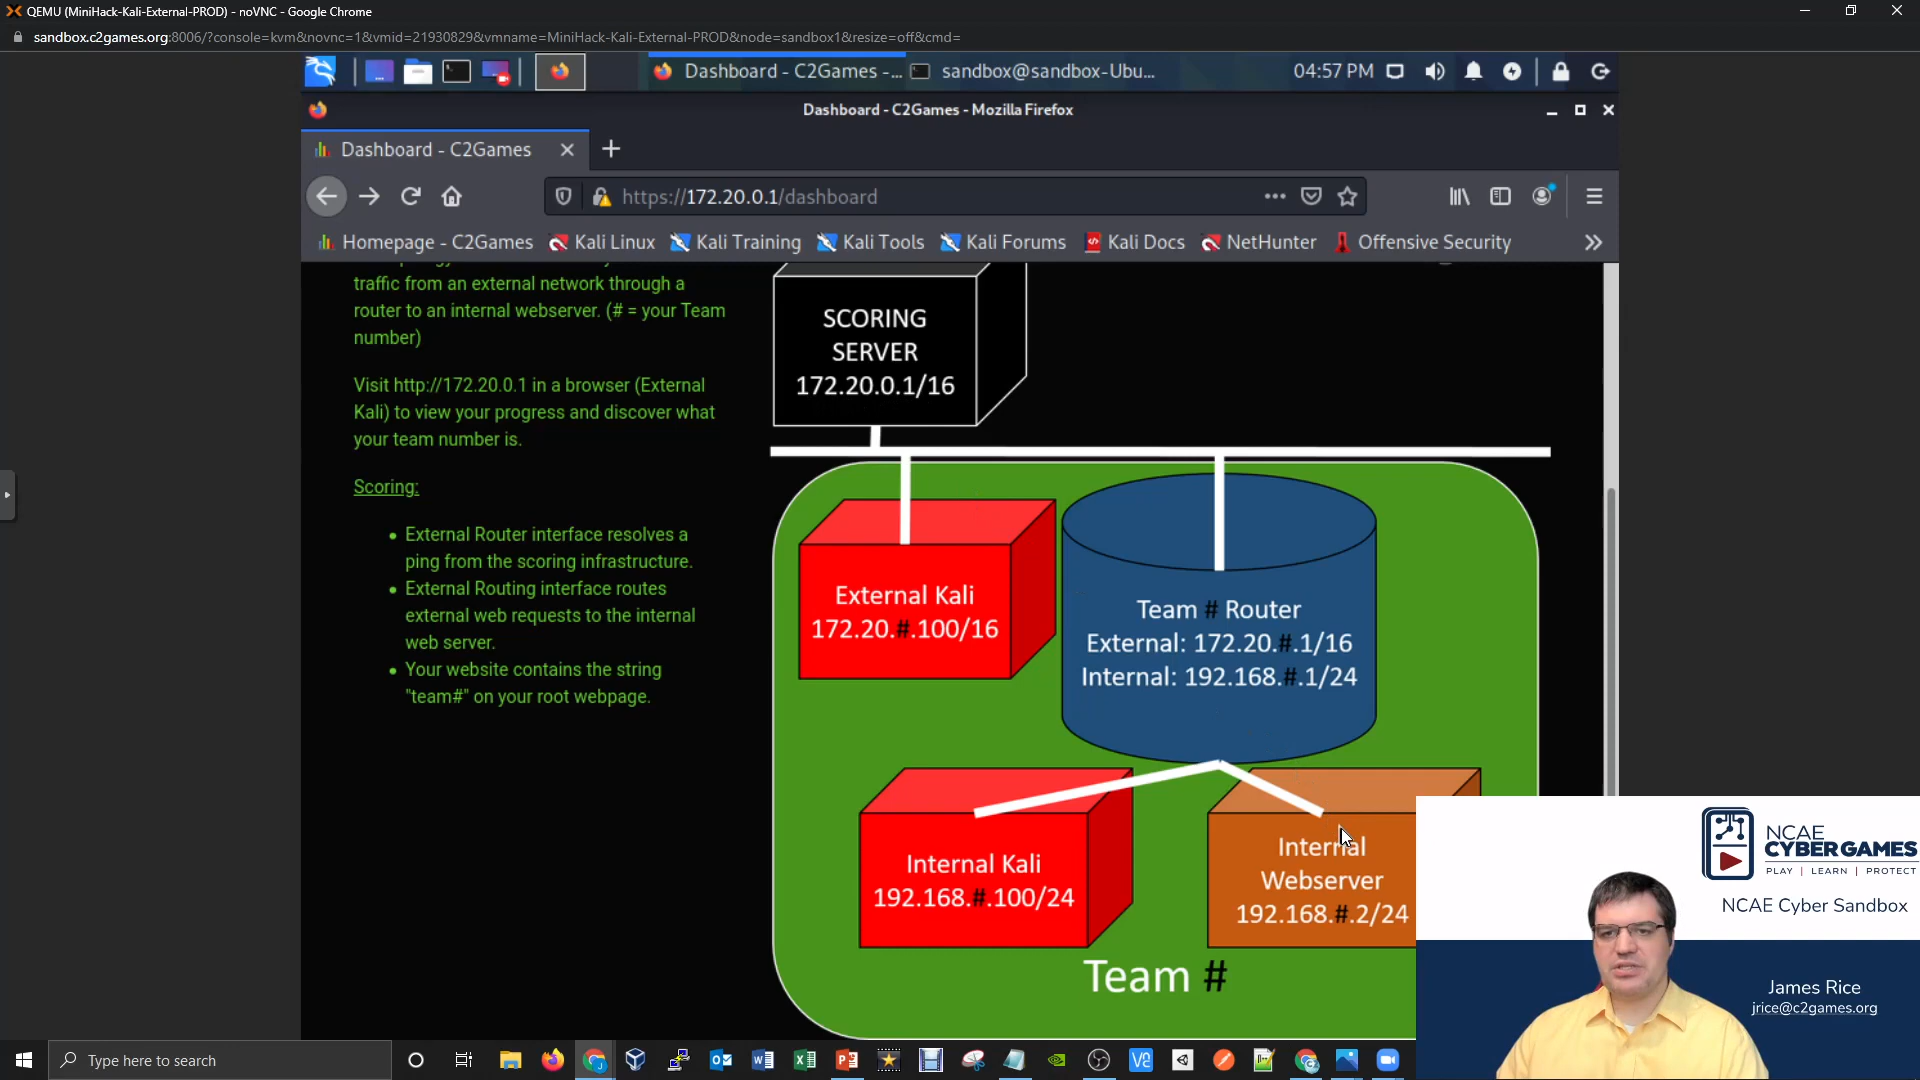 QEMU (MiniHack-Kali-External-PROD) - noVNC - Google Chrome
sandbox.c2games.org:8006/?console=kvm&novnc=1&vmid=21930829&vmname=MiniHack-Kali-External-PROD&node=sandbox1&resize=off&cmd=
Dashboard - C2Games -...
sandbox@sandbox-Ubu...
04:57 PM
Dashboard - C2Games - Mozilla Firefox
Dashboard - C2Games
https://172.20.0.1/dashboard
Homepage - C2Games
Kali Linux
Kali Training
Kali Tools
Kali Forums
Kali Docs
NetHunter
Offensive Security
traffic from an external network through a
router to an internal webserver. (# = your Team
number)
Visit http://172.20.0.1 in a browser (External
Kali) to view your progress and discover what
your team number is.
Scoring:
External Router interface resolves a
ping from the scoring infrastructure.
External Routing interface routes
external web requests to the internal
web server.
Your website contains the string
"team#" on your root webpage.
SCORING
SERVER
172.20.0.1/16
External Kali
172.20.#.100/16
Team # Router
External: 172.20.#.1/16
Internal: 192.168.#.1/24
Internal Kali
192.168.#.100/24
Internal
Webserver
192.168.#.2/24
Team #
NCAE
CYBERGAMES
PLAY | LEARN | PROTECT
NCAE Cyber Sandbox
James Rice
jrice@c2games.org
Type here to search